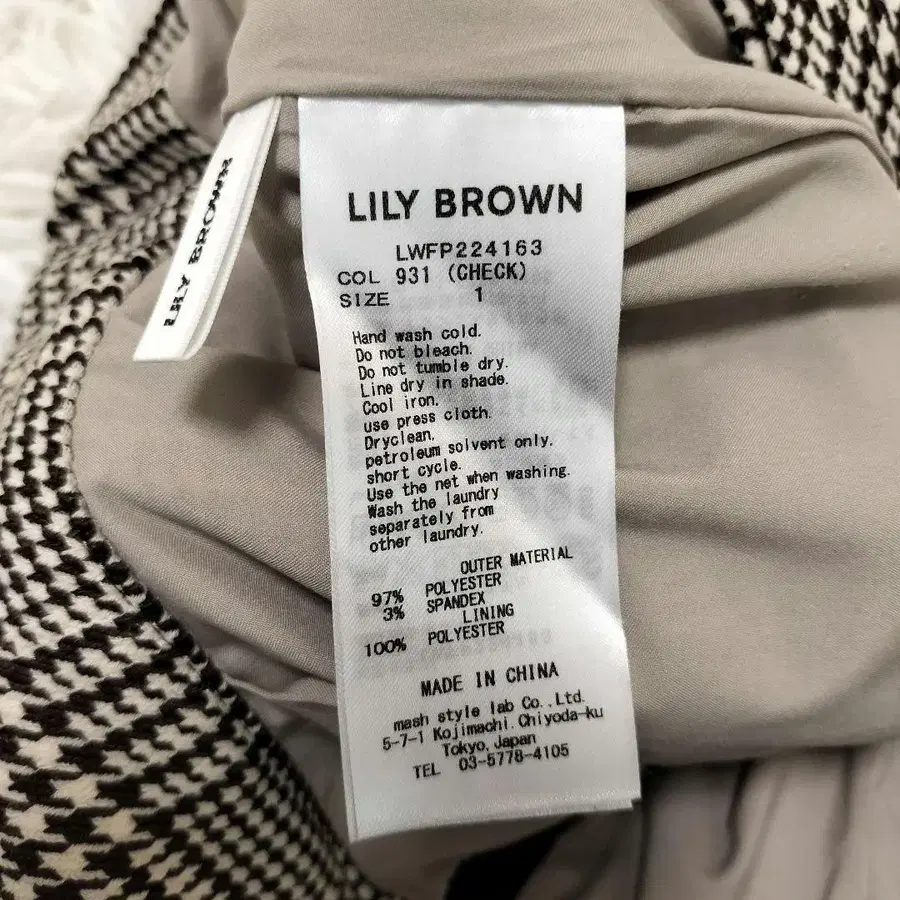 LILY BROWN
LILY BROWN
LWFP224163
COL 931 (CHECK)
SIZE 1
Hand wash cold.
Do not bleach.
Do not tumble dry.
Line dry in shade.
Cool iron.
use press cloth.
Dryclean,
petroleum solvent only.
short cycle.
Use the net when washing.
Wash the laundry
separately from
other laundry.
OUTER MATERIAL
97% POLYESTER
3% SPANDEX
LINING
100% POLYESTER
MADE IN CHINA
mash style lab Co.,Ltd.
5-7-1 Kojimachi, Chiyoda-ku
Tokyo, Japan
TEL 03-5778-4105